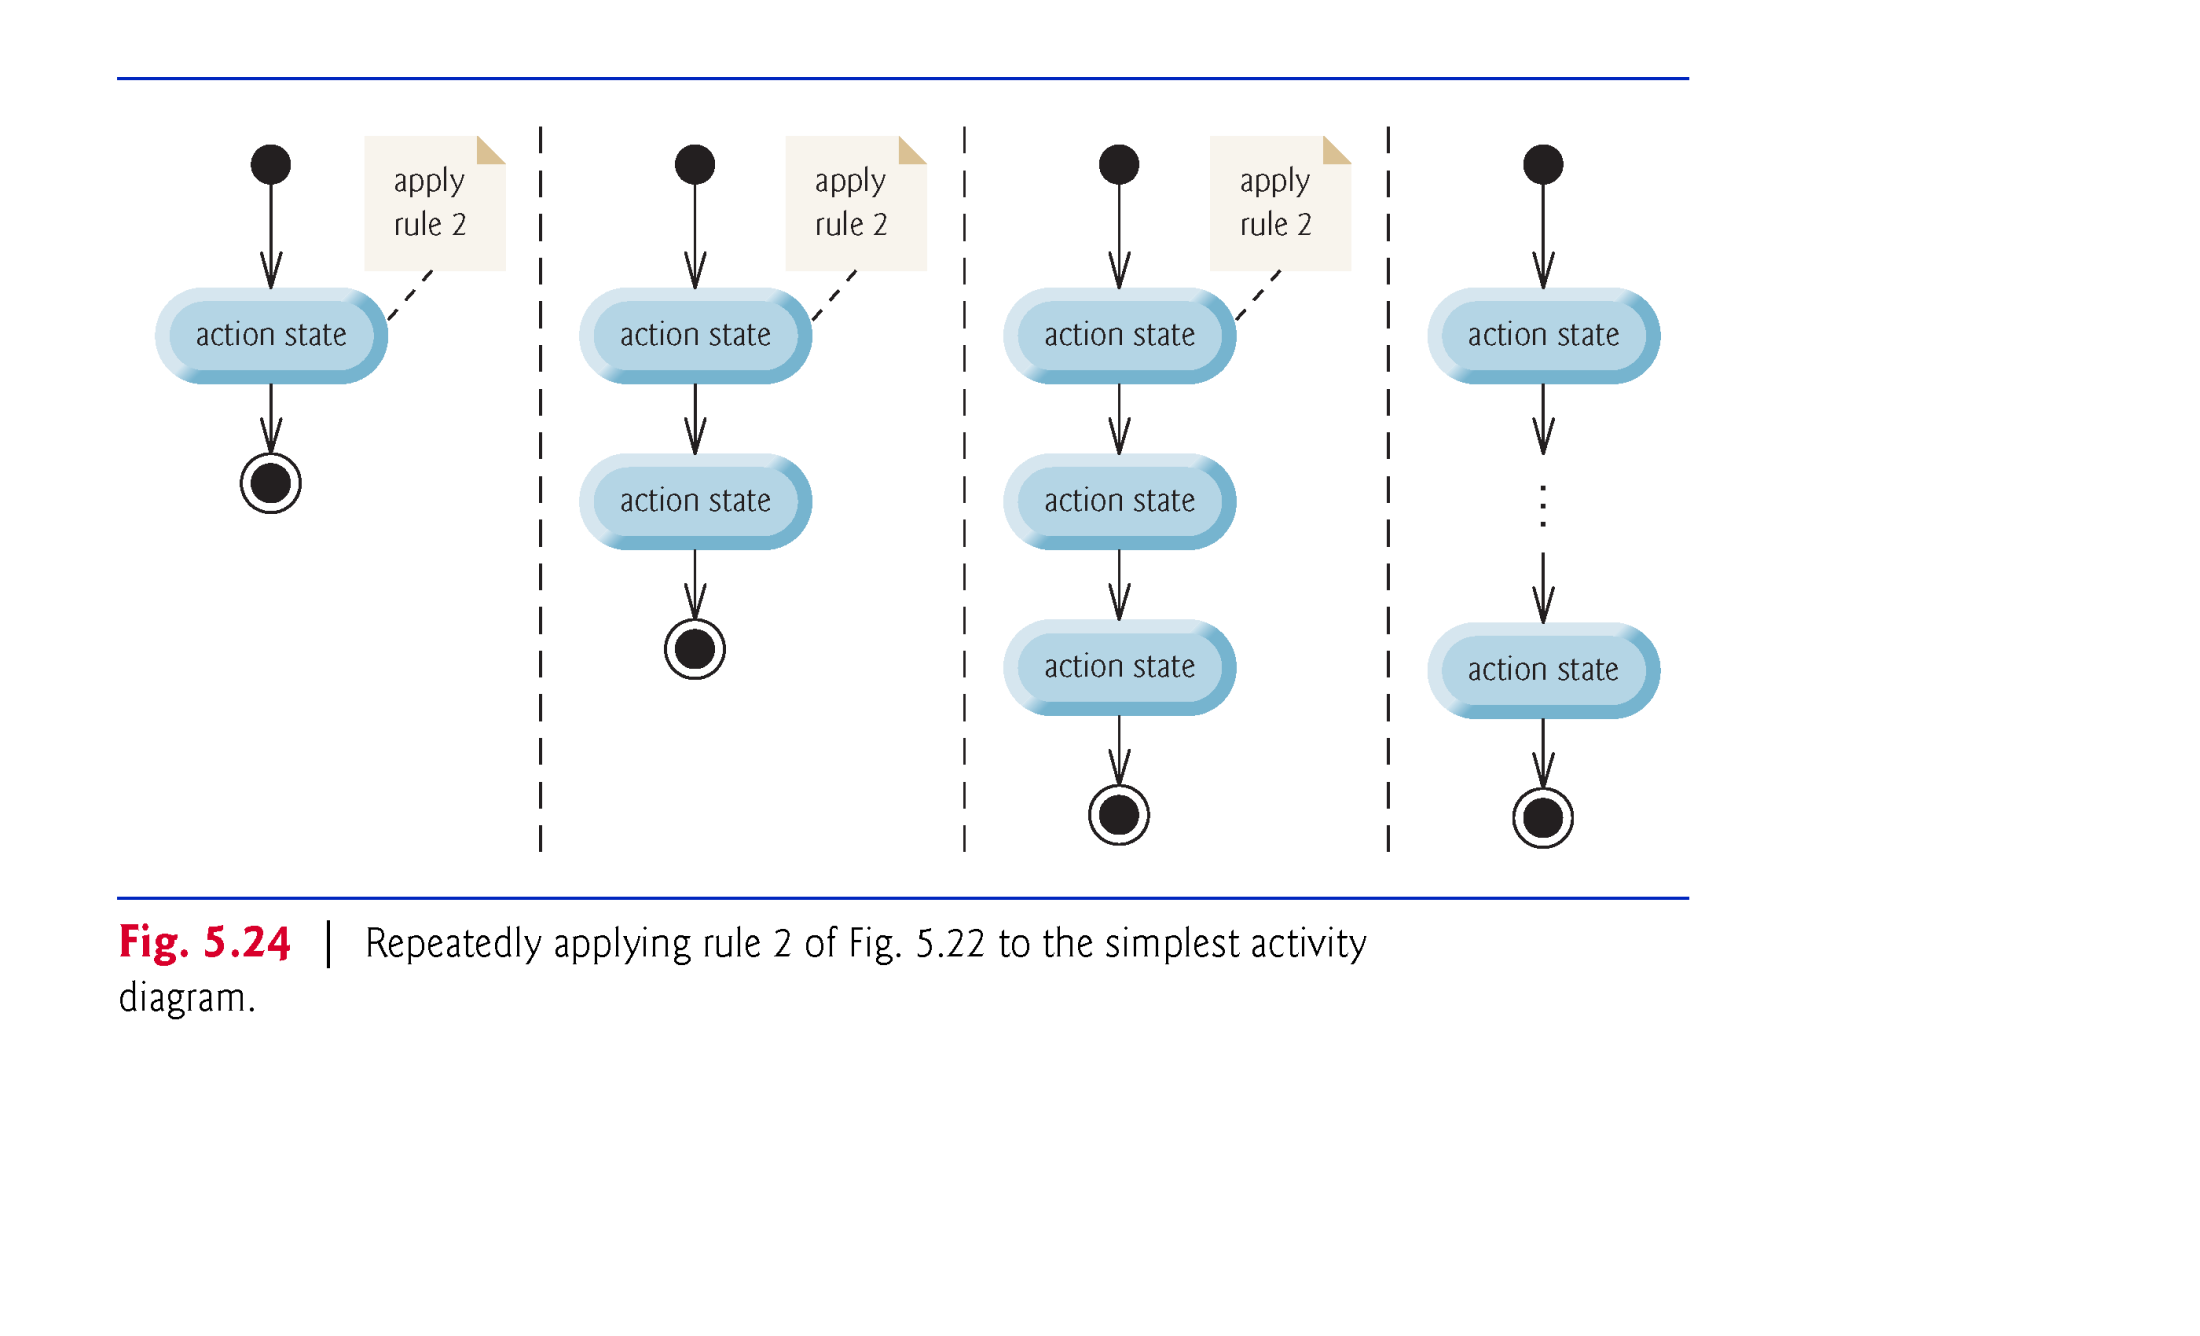 apply
rule 2
action state
apply
rule 2
action state
action state
apply
rule 2
action state
action state
action state
action state
action state
Fig. 5.24 | Repeatedly applying rule 2 of Fig. 5.22 to the simplest activity
diagram.